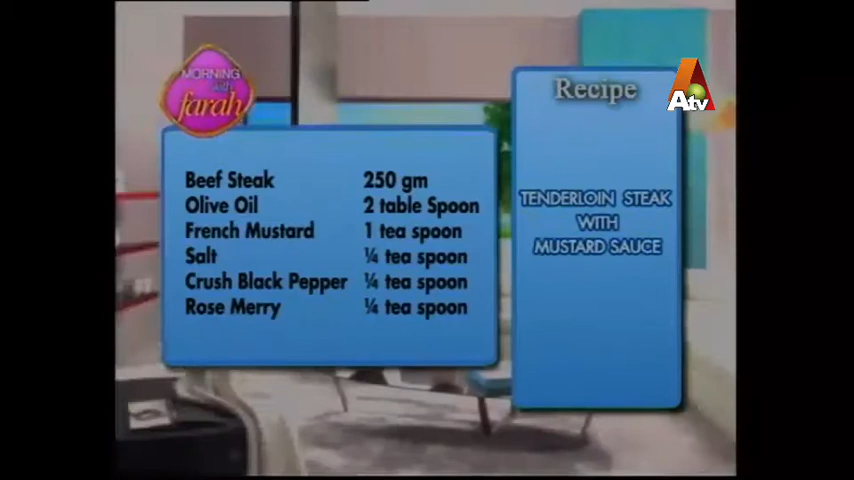 MORNING
with
farah
Recipe
Atv
Beef Steak 250 gm
Olive Oil 2 table Spoon
French Mustard 1 tea spoon
Salt ¼ tea spoon
Crush Black Pepper ¼ tea spoon
Rose Merry ¼ tea spoon
TENDERLOIN STEAK
WITH
MUSTARD SAUCE